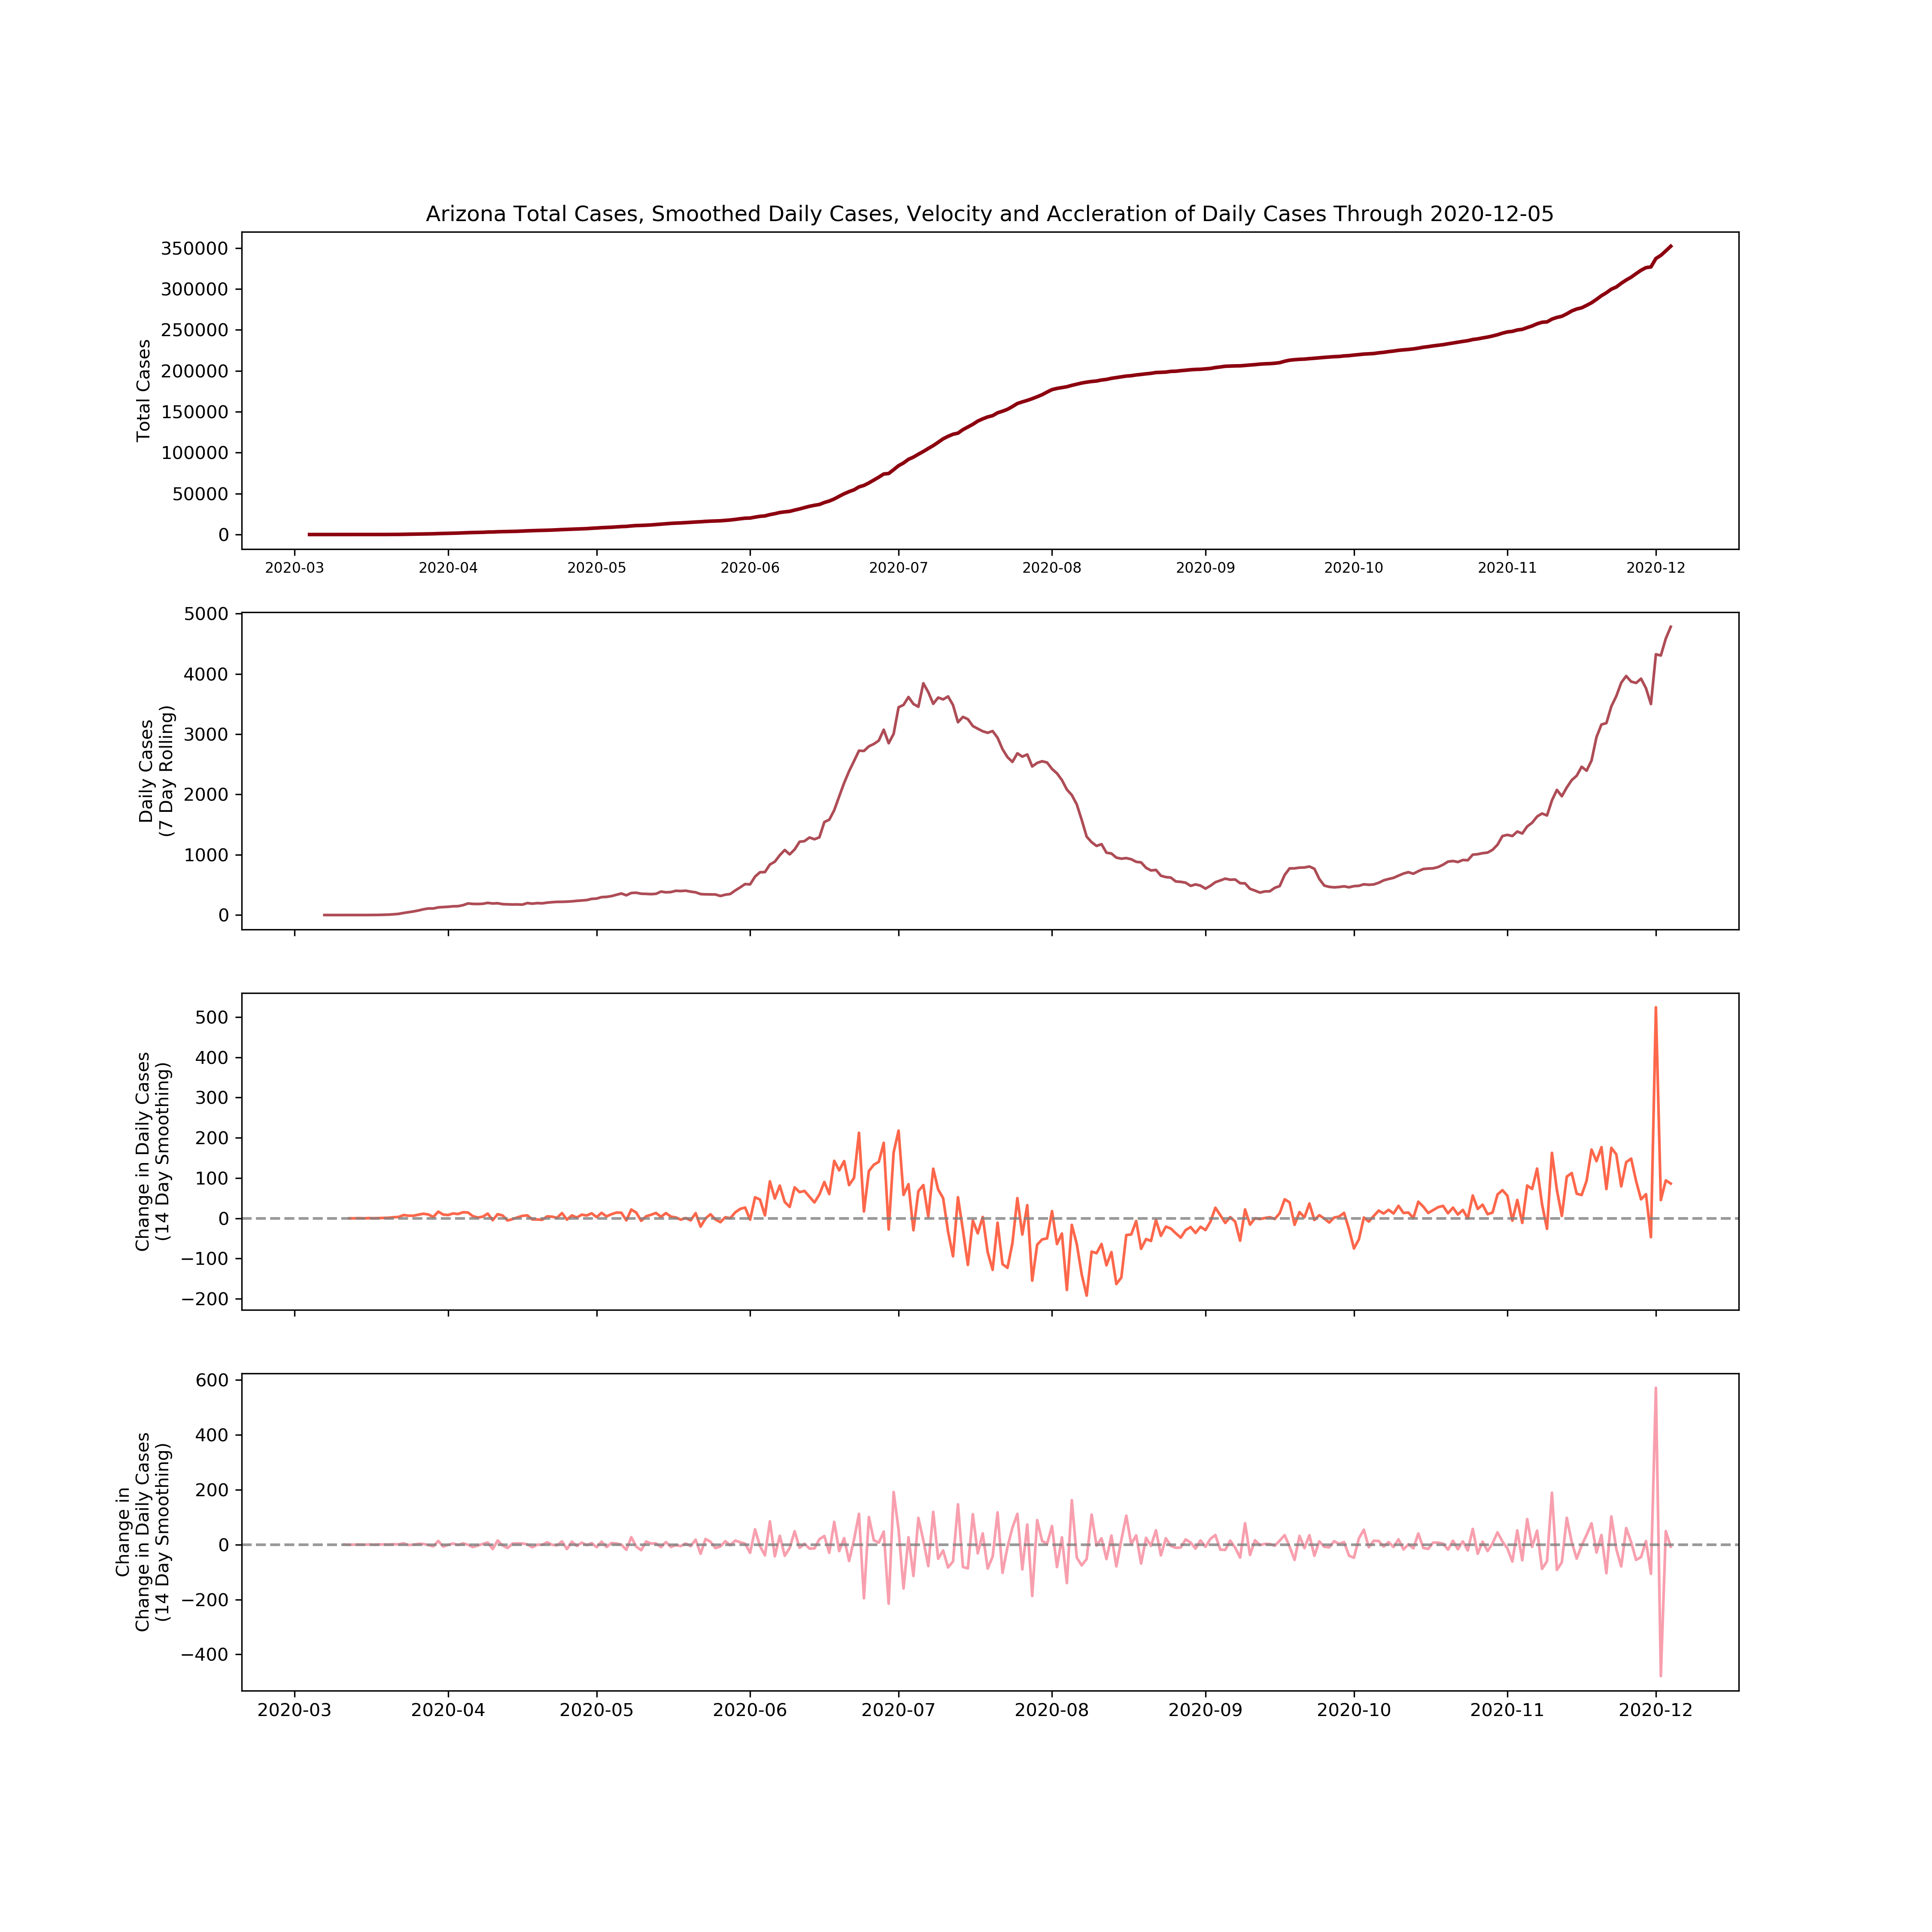 Arizona Total Cases, Smoothed Daily Cases, Velocity and Accleration of Daily Cases Through 2020-12-05
350000
300000
250000
200000
150000
100000
50000
0
Total Cases
2020-03 2020-04 2020-05 2020-06 2020-07 2020-08 2020-09 2020-10 2020-11 2020-12
5000
4000
3000
2000
1000
0
Daily Cases
(7 Day Rolling)
500
400
300
200
100
0
−100
−200
Change in Daily Cases
(14 Day Smoothing)
600
400
200
0
−200
−400
Change in
Change in Daily Cases
(14 Day Smoothing)
2020-03 2020-04 2020-05 2020-06 2020-07 2020-08 2020-09 2020-10 2020-11 2020-12